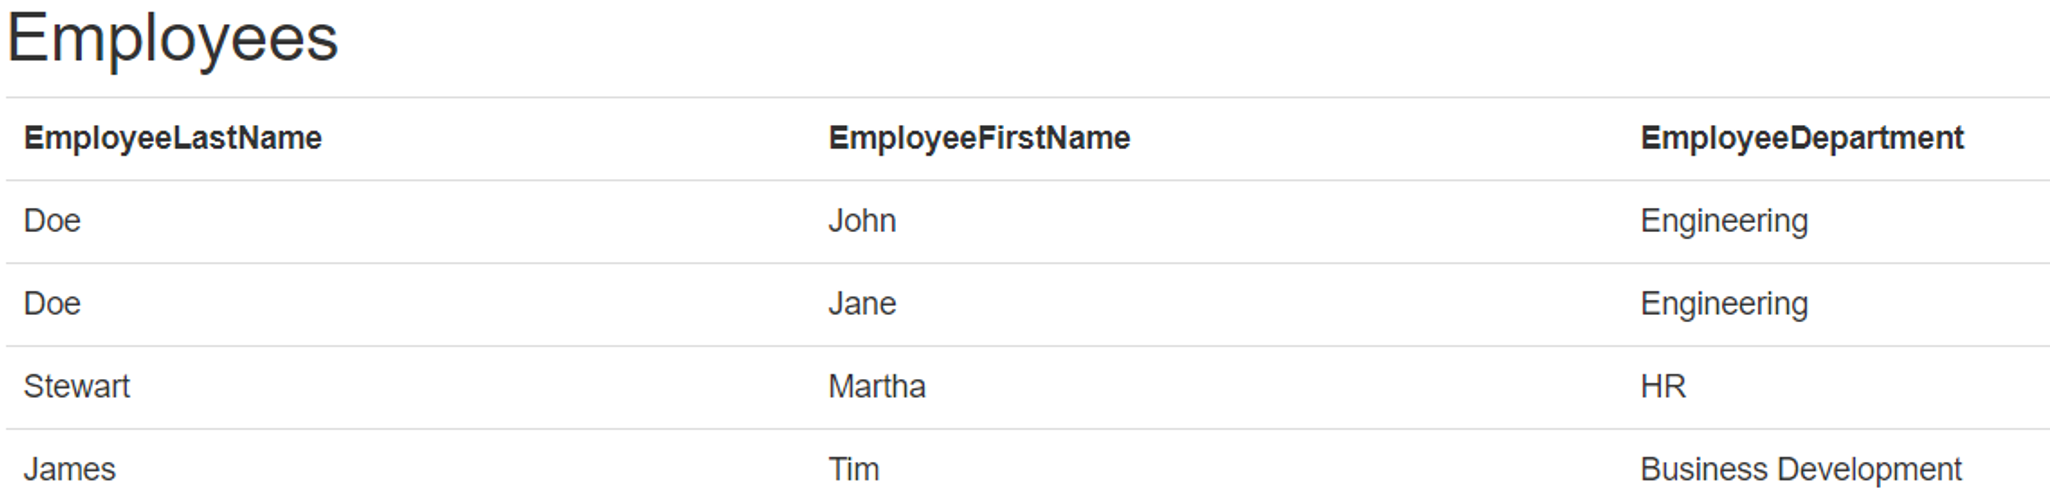 Employees
EmployeeLastName EmployeeFirstName EmployeeDepartment
Doe John Engineering
Doe Jane Engineering
Stewart Martha HR
James Tim Business Development